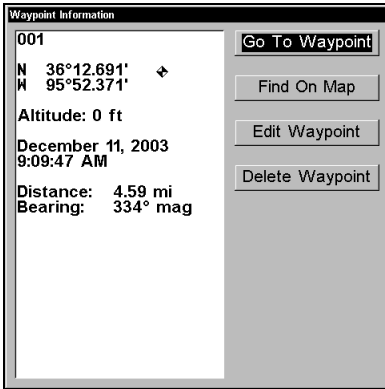 Waypoint Information
001
N 36°12.691'
W 95°52.371'
Altitude: 0 ft
December 11, 2003
9:09:47 AM
Distance: 4.59 mi
Bearing: 334° mag
Go To Waypoint
Find On Map
Edit Waypoint
Delete Waypoint